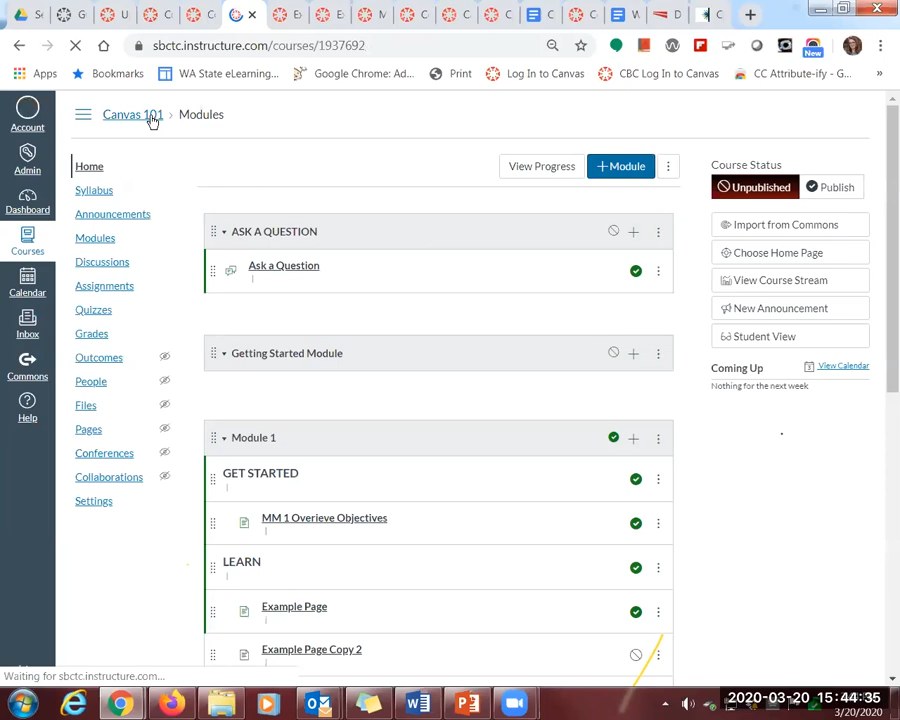 Se
G
U
C
C
Ex
Ex
M
C
C
C
C
C
W
D
C
sbctc.instructure.com/courses/1937692
New
Apps
Bookmarks
WA State eLearning...
Google Chrome: Ad...
Print
Log In to Canvas
CBC Log In to Canvas
CC Attribute-ify - G...
»
Account
Admin
Dashboard
Courses
Calendar
Inbox
Commons
Help
Canvas 101 › Modules
Home
Syllabus
Announcements
Modules
Discussions
Assignments
Quizzes
Grades
Outcomes
People
Files
Pages
Conferences
Collaborations
Settings
View Progress
+ Module
ASK A QUESTION
Ask a Question
Getting Started Module
Module 1
GET STARTED
MM 1 Overieve Objectives
LEARN
Example Page
Example Page Copy 2
Course Status
Unpublished
Publish
Import from Commons
Choose Home Page
View Course Stream
New Announcement
Student View
Coming Up
View Calendar
Nothing for the next week
Waiting for sbctc.instructure.com...
2020-03-20 15:44:35
3/20/2020